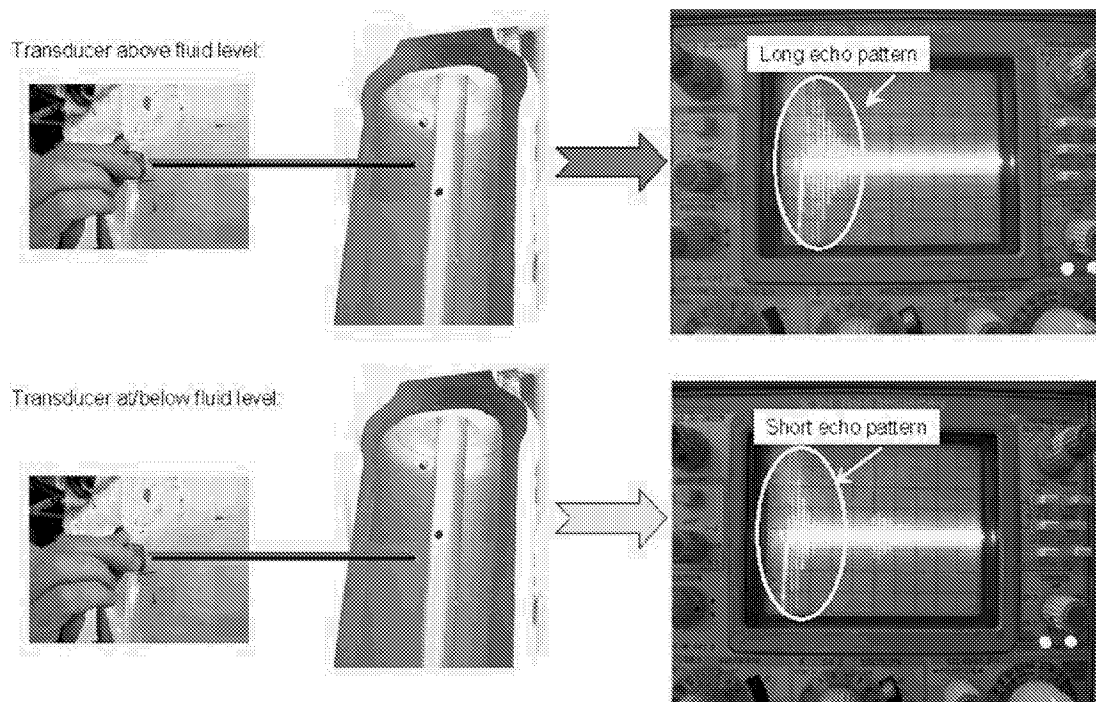 Transducer above fluid level:
Long echo pattern
Transducer at/below fluid level:
Short echo pattern